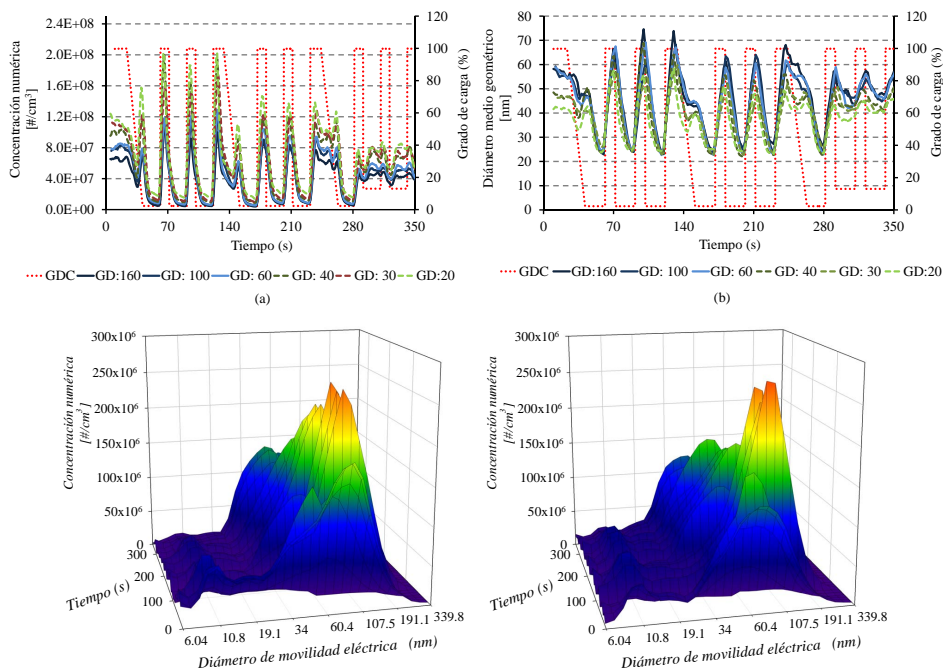 Concentración numérica
[#/cm³]
2.4E+08
2.0E+08
1.6E+08
1.2E+08
8.0E+07
4.0E+07
0.0E+00
120
100
80
60
40
20
0
Grado de carga (%)
0 70 140 210 280 350
Tiempo (s)
GDC GD:160 GD: 100 GD: 60 GD: 40 GD: 30 GD:20
(a)
Diámetro medio geométrico
[nm]
80
70
60
50
40
30
20
10
0
120
100
80
60
40
20
0
Grado de carga (%)
0 70 140 210 280 350
Tiempo (s)
GDC GD:160 GD: 100 GD: 60 GD: 40 GD: 30 GD:20
(b)
Concentración numérica
[#/cm³]
300x10⁶
250x10⁶
200x10⁶
150x10⁶
100x10⁶
50x10⁶
0
300
200
100
0
Tiempo (s)
6.04 10.8 19.1 34 60.4 107.5 191.1 339.8
Diámetro de movilidad eléctrica (nm)
Concentración numérica
[#/cm³]
300x10⁶
250x10⁶
200x10⁶
150x10⁶
100x10⁶
50x10⁶
0
300
200
100
0
Tiempo (s)
6.04 10.8 19.1 34 60.4 107.5 191.1 339.8
Diámetro de movilidad eléctrica (nm)